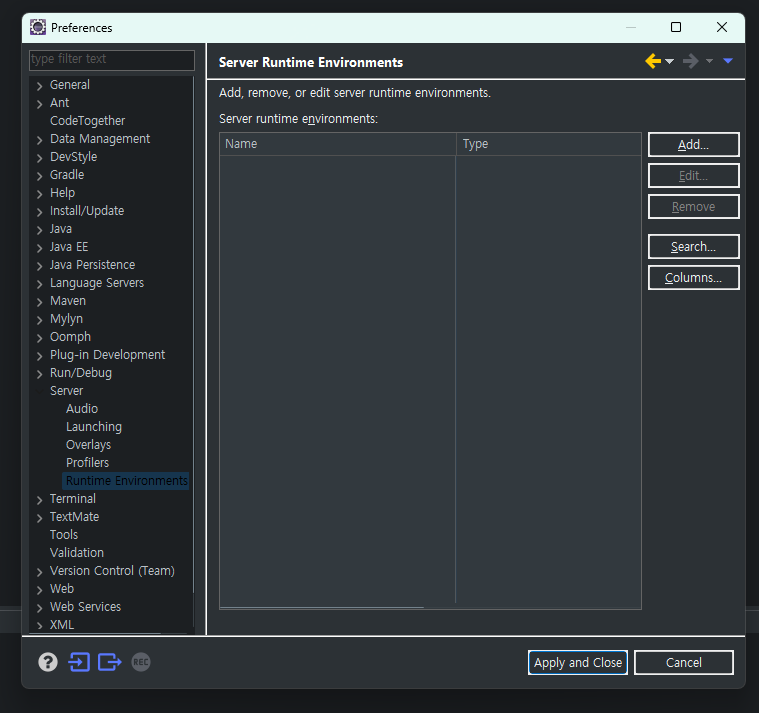 Preferences
type filter text
General
Ant
CodeTogether
Data Management
DevStyle
Gradle
Help
Install/Update
Java
Java EE
Java Persistence
Language Servers
Maven
Mylyn
Oomph
Plug-in Development
Run/Debug
Server
Audio
Launching
Overlays
Profilers
Runtime Environments
Terminal
TextMate
Tools
Validation
Version Control (Team)
Web
Web Services
XML
Server Runtime Environments
Add, remove, or edit server runtime environments.
Server runtime environments:
Name Type
Add...
Edit...
Remove
Search...
Columns...
? REC
Apply and Close Cancel